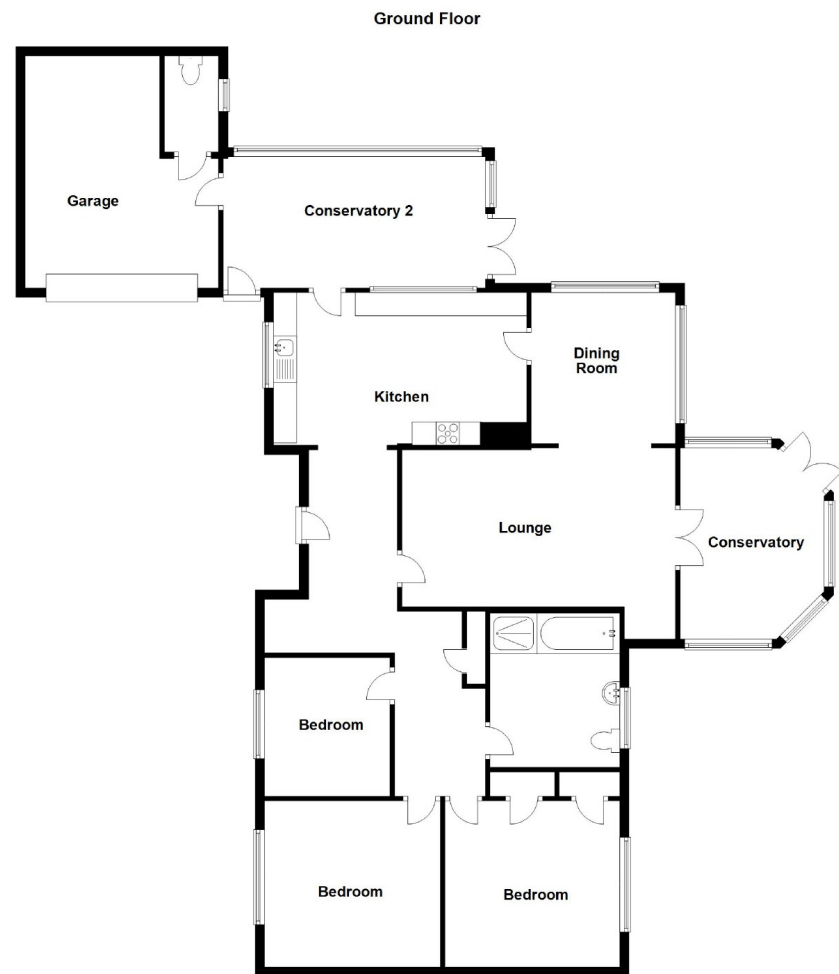 Ground Floor
Garage
Conservatory 2
Dining
Room
Kitchen
Lounge
Conservatory
Bedroom
Bedroom
Bedroom